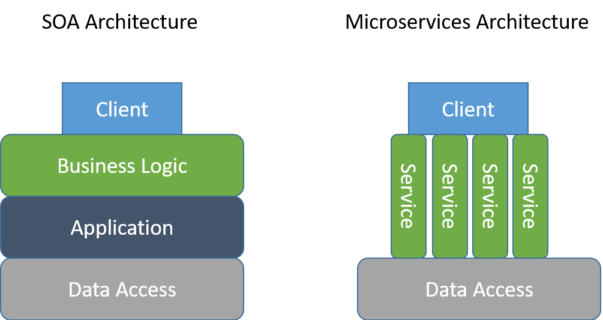 SOA Architecture
Microservices Architecture
Client
Business Logic
Application
Data Access
Client
Service
Service
Service
Service
Data Access